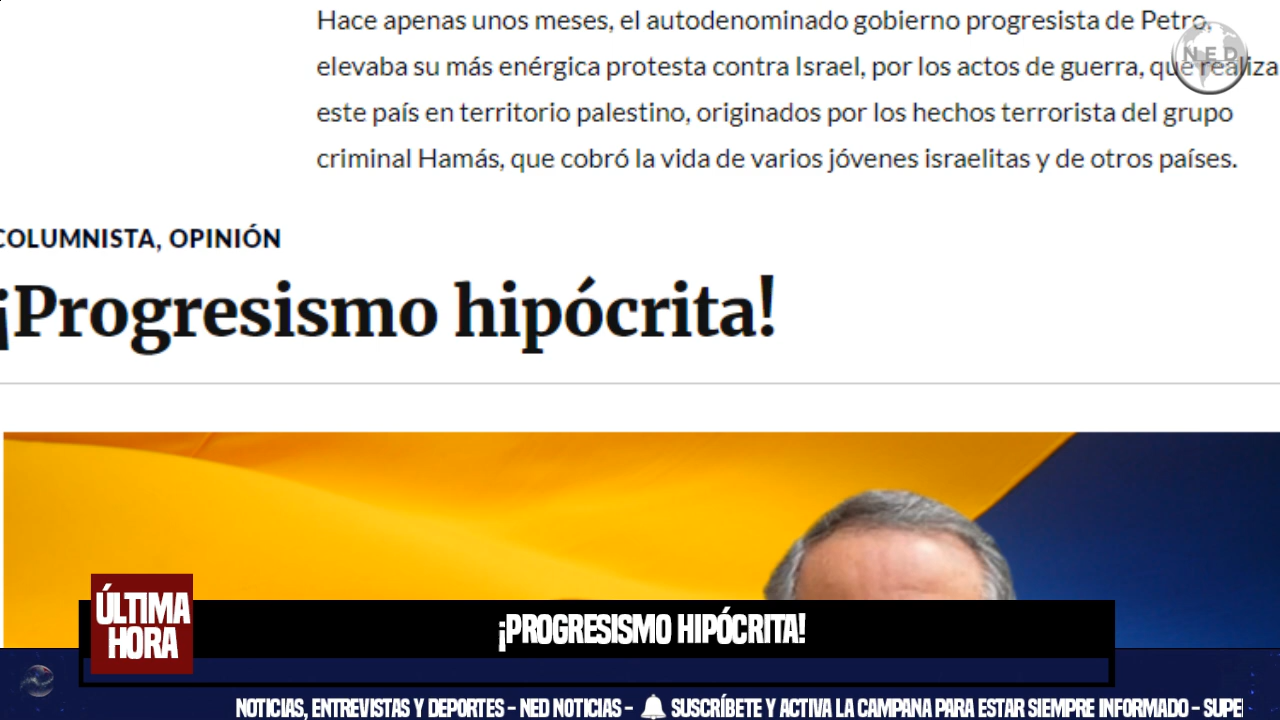 Hace apenas unos meses, el autodenominado gobierno progresista de Petro,
elevaba su más enérgica protesta contra Israel, por los actos de guerra, que realiza
este país en territorio palestino, originados por los hechos terrorista del grupo
criminal Hamás, que cobró la vida de varios jóvenes israelitas y de otros países.
NED
COLUMNISTA, OPINIÓN
¡Progresismo hipócrita!
ÚLTIMA
HORA
¡PROGRESISMO HIPÓCRITA!
NOTICIAS, ENTREVISTAS Y DEPORTES - NED NOTICIAS - SUSCRÍBETE Y ACTIVA LA CAMPANA PARA ESTAR SIEMPRE INFORMADO - SUPE